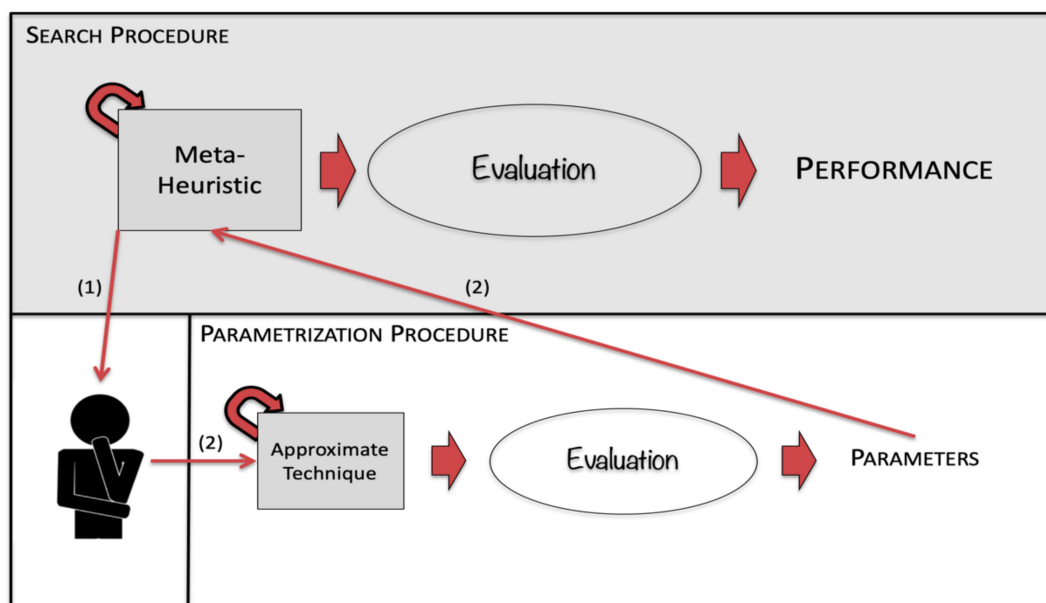 SEARCH PROCEDURE
Meta-
Heuristic
Evaluation
PERFORMANCE
(1)
(2)
PARAMETRIZATION PROCEDURE
(2)
Approximate
Technique
Evaluation
PARAMETERS